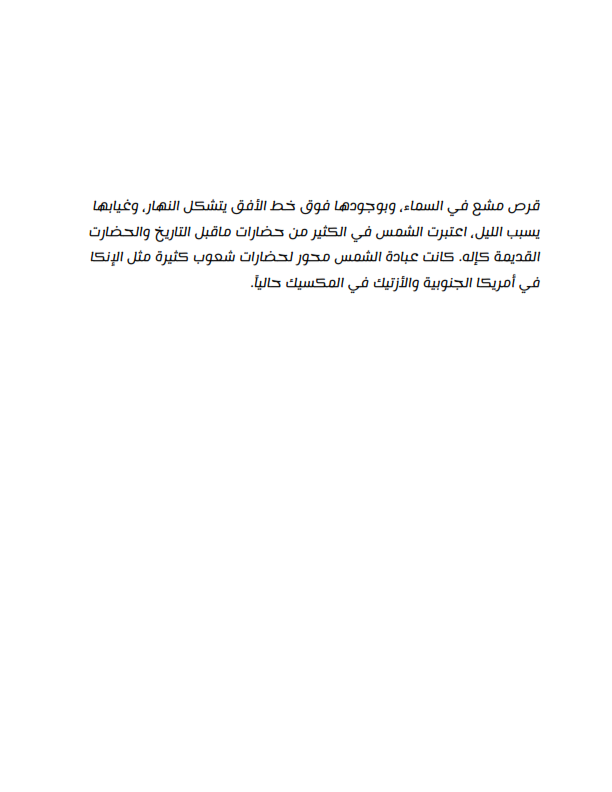 قرص مشع في السماء، وبوجودها فوق خط الأفق يتشكل النهار، وغيابها
يسبب الليل، اعتبرت الشمس في الكثير من حضارات ماقبل التاريخ والحضارت
القديمة كإله. كانت عبادة الشمس محور لحضارات شعوب كثيرة مثل الإنكا
في أمريكا الجنوبية والأزتيك في المكسيك حالياً.